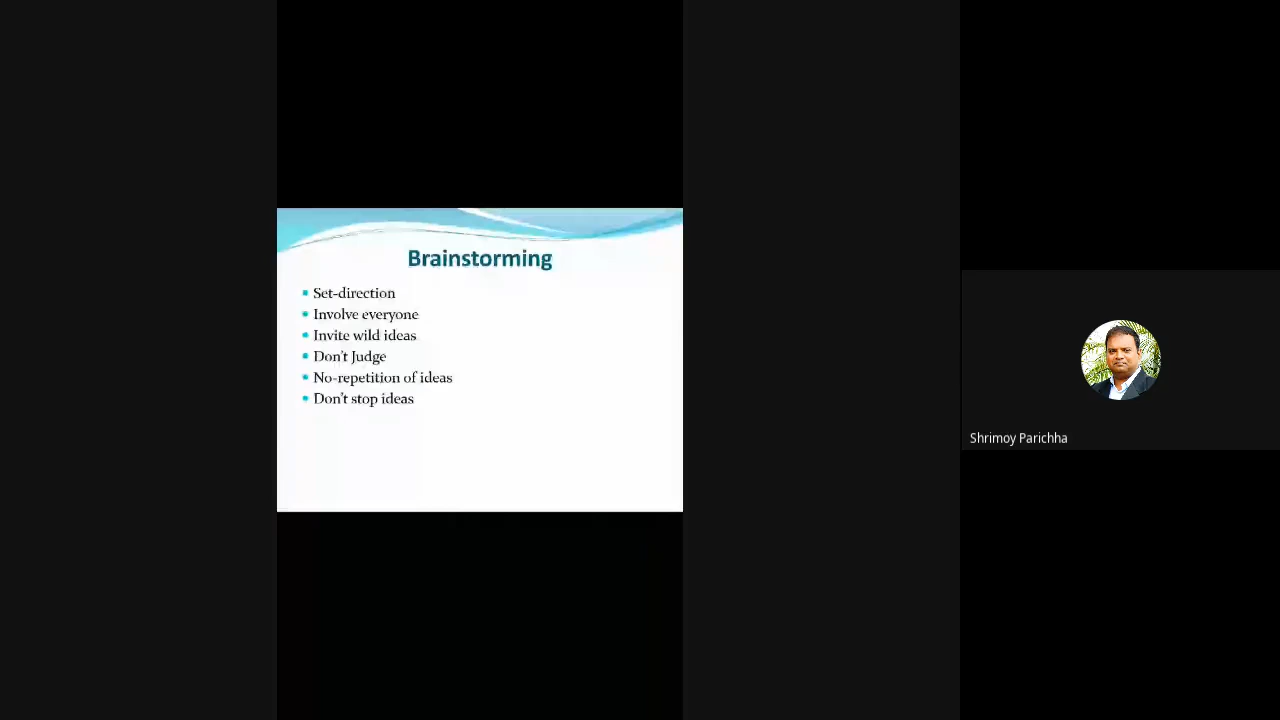 Brainstorming
Set-direction
Involve everyone
Invite wild ideas
Don't Judge
No-repetition of ideas
Don't stop ideas
Shrimoy Parichha